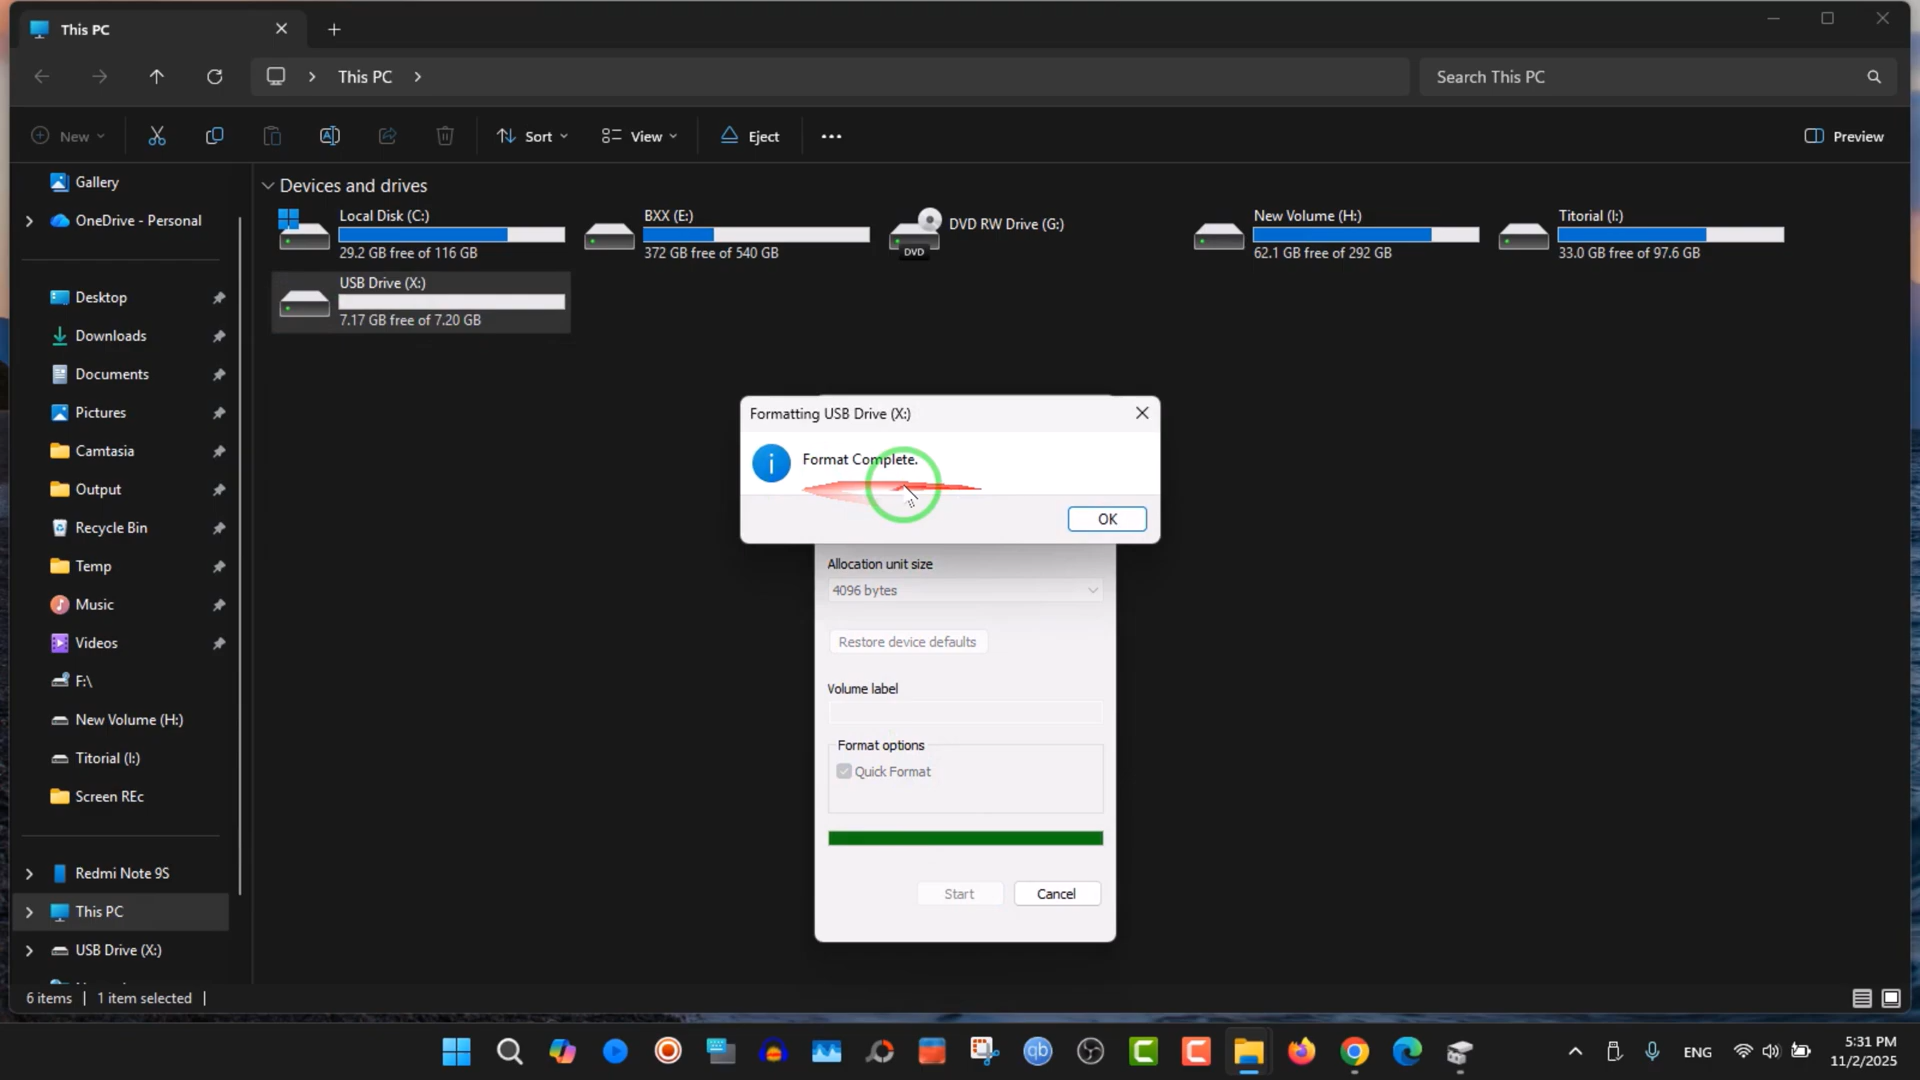 This PC
This PC
Search This PC
New
Sort
View
Eject
Preview
Gallery
OneDrive - Personal
Desktop
Downloads
Documents
Pictures
Camtasia
Output
Recycle Bin
Temp
Music
Videos
F:\
New Volume (H:)
Titorial (I:)
Screen REc
Redmi Note 9S
This PC
USB Drive (X:)
Devices and drives
Local Disk (C:)
29.2 GB free of 116 GB
BXX (E:)
372 GB free of 540 GB
DVD RW Drive (G:)
DVD
New Volume (H:)
62.1 GB free of 292 GB
Titorial (I:)
33.0 GB free of 97.6 GB
USB Drive (X:)
7.17 GB free of 7.20 GB
Formatting USB Drive (X:)
Format Complete.
OK
Allocation unit size
4096 bytes
Restore device defaults
Volume label
Format options
Quick Format
Start
Cancel
6 items
1 item selected
qb
ENG
5:31 PM
11/2/2025